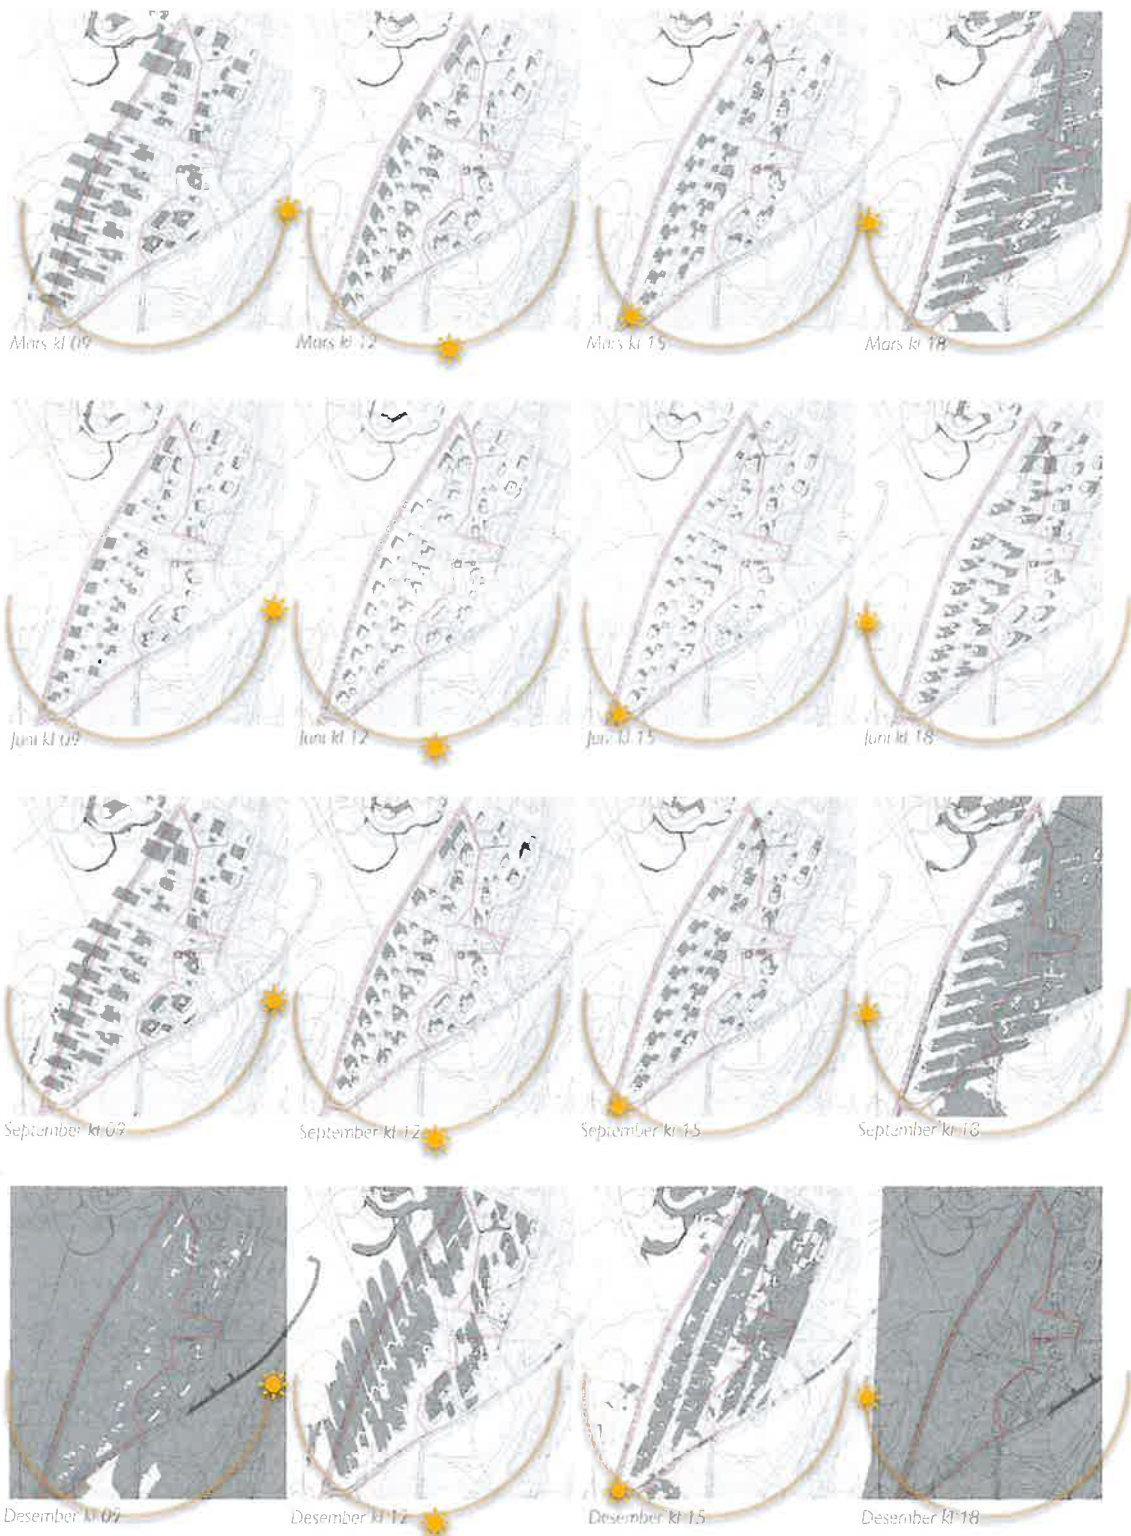 Mars kl 09
Mars kl 12
Mars kl 15
Mars kl 18
Juni kl 09
Juni kl 12
Juni kl 15
Juni kl 18
September kl 09
September kl 12
September kl 15
September kl 18
Desember kl 09
Desember kl 12
Desember kl 15
Desember kl 18